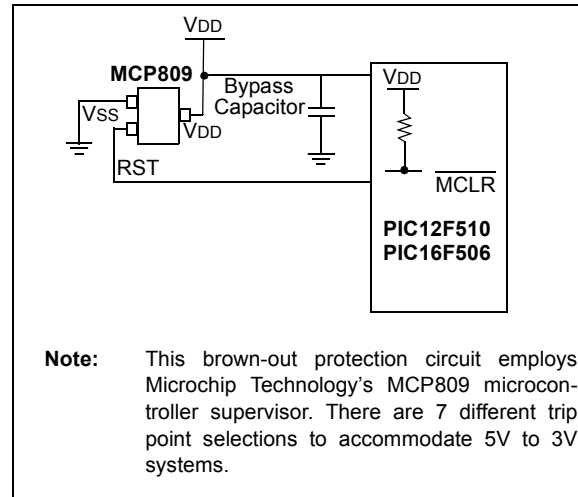 VDD
MCP809
Bypass
Capacitor
VDD
VSS
VDD
RST
MCLR
PIC12F510
PIC16F506
Note: This brown-out protection circuit employs
Microchip Technology's MCP809 microcon-
troller supervisor. There are 7 different trip
point selections to accommodate 5V to 3V
systems.